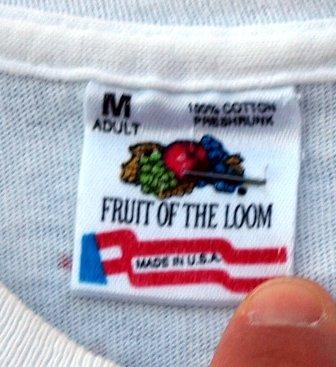 M
ADULT
100% COTTON
PRESHRUNK
FRUIT OF THE LOOM
MADE IN U.S.A.